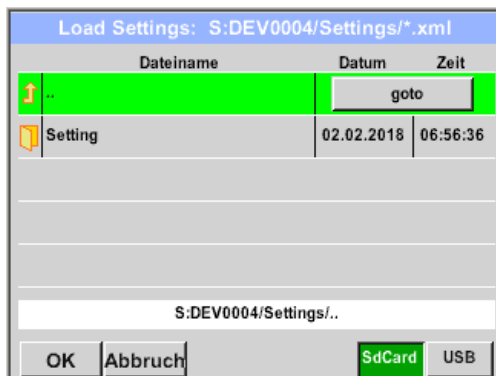 Load Settings: S:DEV0004/Settings/*.xml
Dateiname Datum Zeit
.. goto
Setting 02.02.2018 06:56:36
S:DEV0004/Settings/..
OK Abbruch SdCard USB